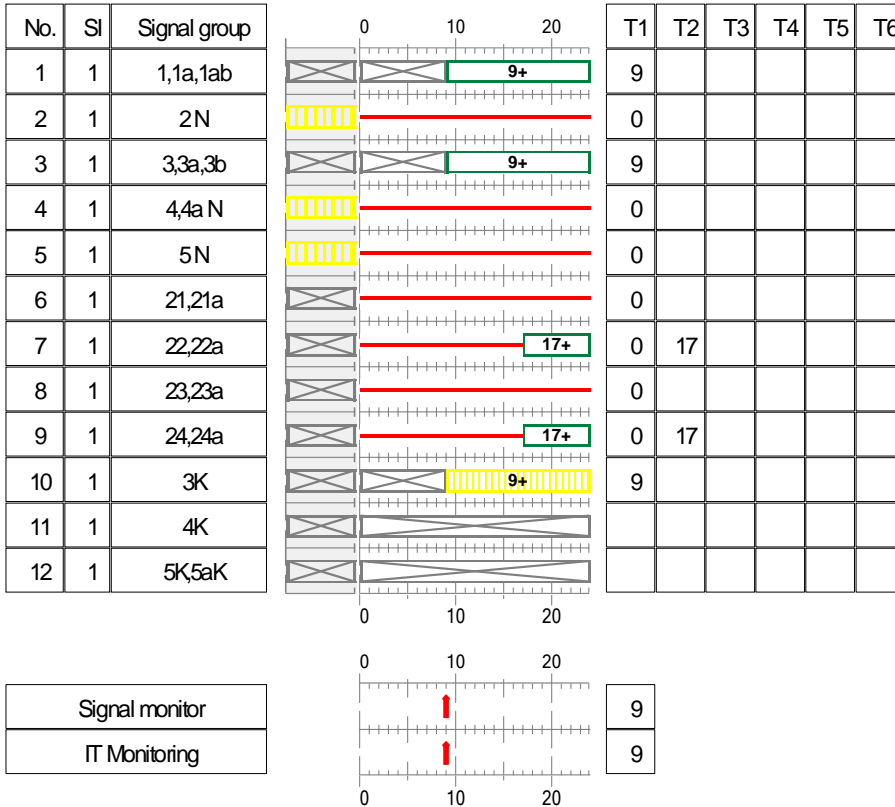 No. SI Signal group 0 10 20 T1 T2 T3 T4 T5 T6
1 1 1,1a,1ab 9+ 9
2 1 2 N 0
3 1 3,3a,3b 9+ 9
4 1 4,4a N 0
5 1 5 N 0
6 1 21,21a 0
7 1 22,22a 17+ 0 17
8 1 23,23a 0
9 1 24,24a 17+ 0 17
10 1 3K 9+ 9
11 1 4K
12 1 5K,5aK
0 10 20
0 10 20
Signal monitor 9
IT Monitoring 9
0 10 20